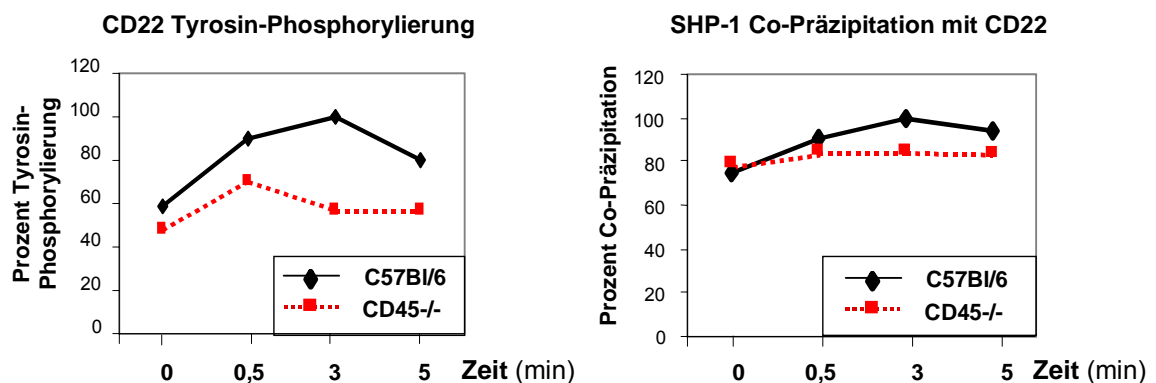 CD22 Tyrosin-Phosphorylierung
Prozent Tyrosin-
Phosphorylierung
120
100
80
60
40
20
0
C57Bl/6
CD45-/-
0 0,5 3 5 Zeit (min)
SHP-1 Co-Präzipitation mit CD22
Prozent Co-Präzipitation
120
100
80
60
40
20
0
C57Bl/6
CD45-/-
0 0,5 3 5 Zeit (min)